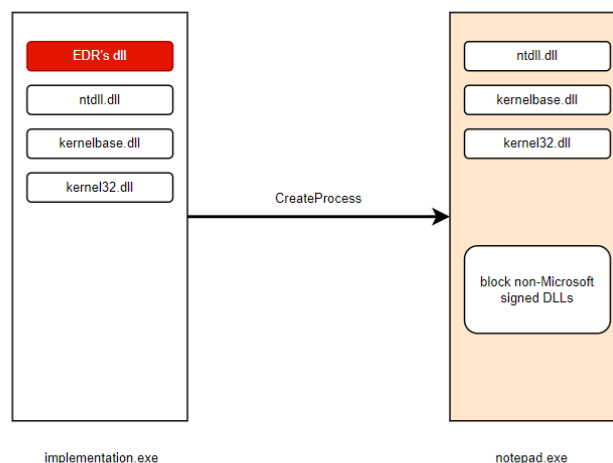 EDR's dll
ntdll.dll
kernelbase.dll
kernel32.dll
CreateProcess
ntdll.dll
kernelbase.dll
kernel32.dll
block non-Microsoft
signed DLLs
implementation.exe
notepad.exe